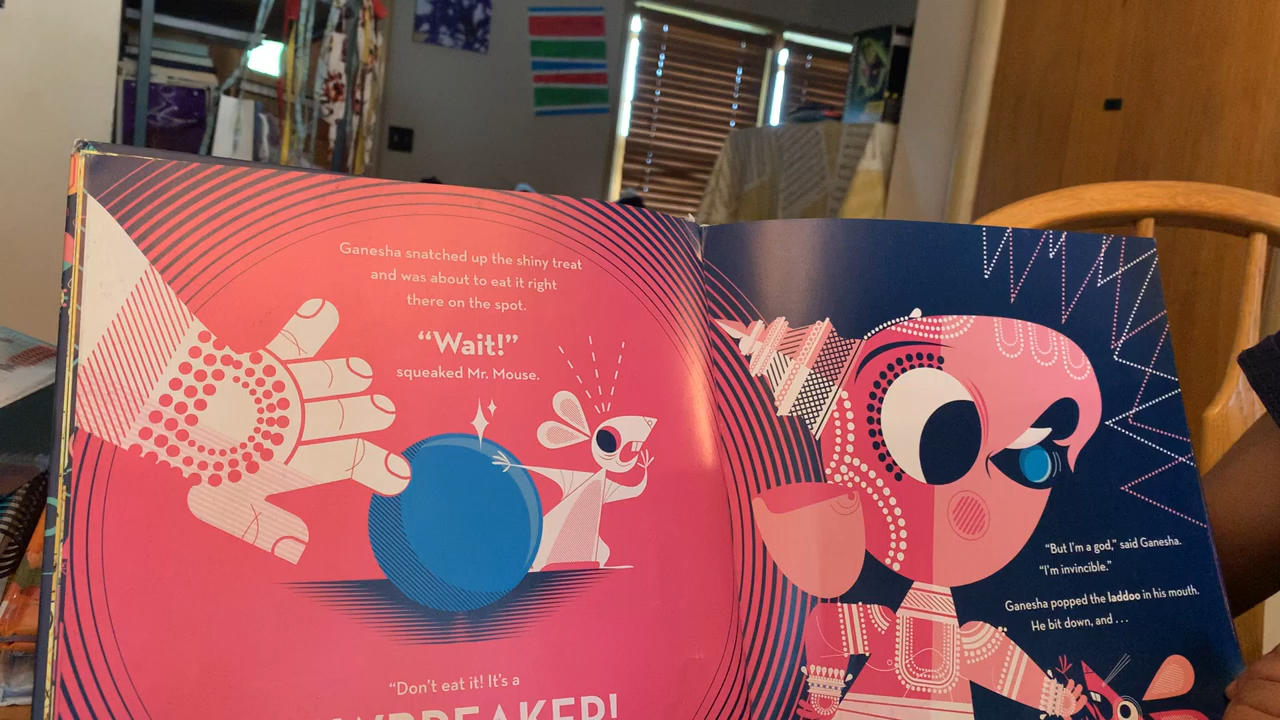 Ganesha snatched up the shiny treat
and was about to eat it right
there on the spot.
“Wait!”
squeaked Mr. Mouse.
“Don’t eat it! It’s a
“But I’m a god,” said Ganesha.
“I’m invincible.”
Ganesha popped the laddoo in his mouth.
He bit down, and . . .